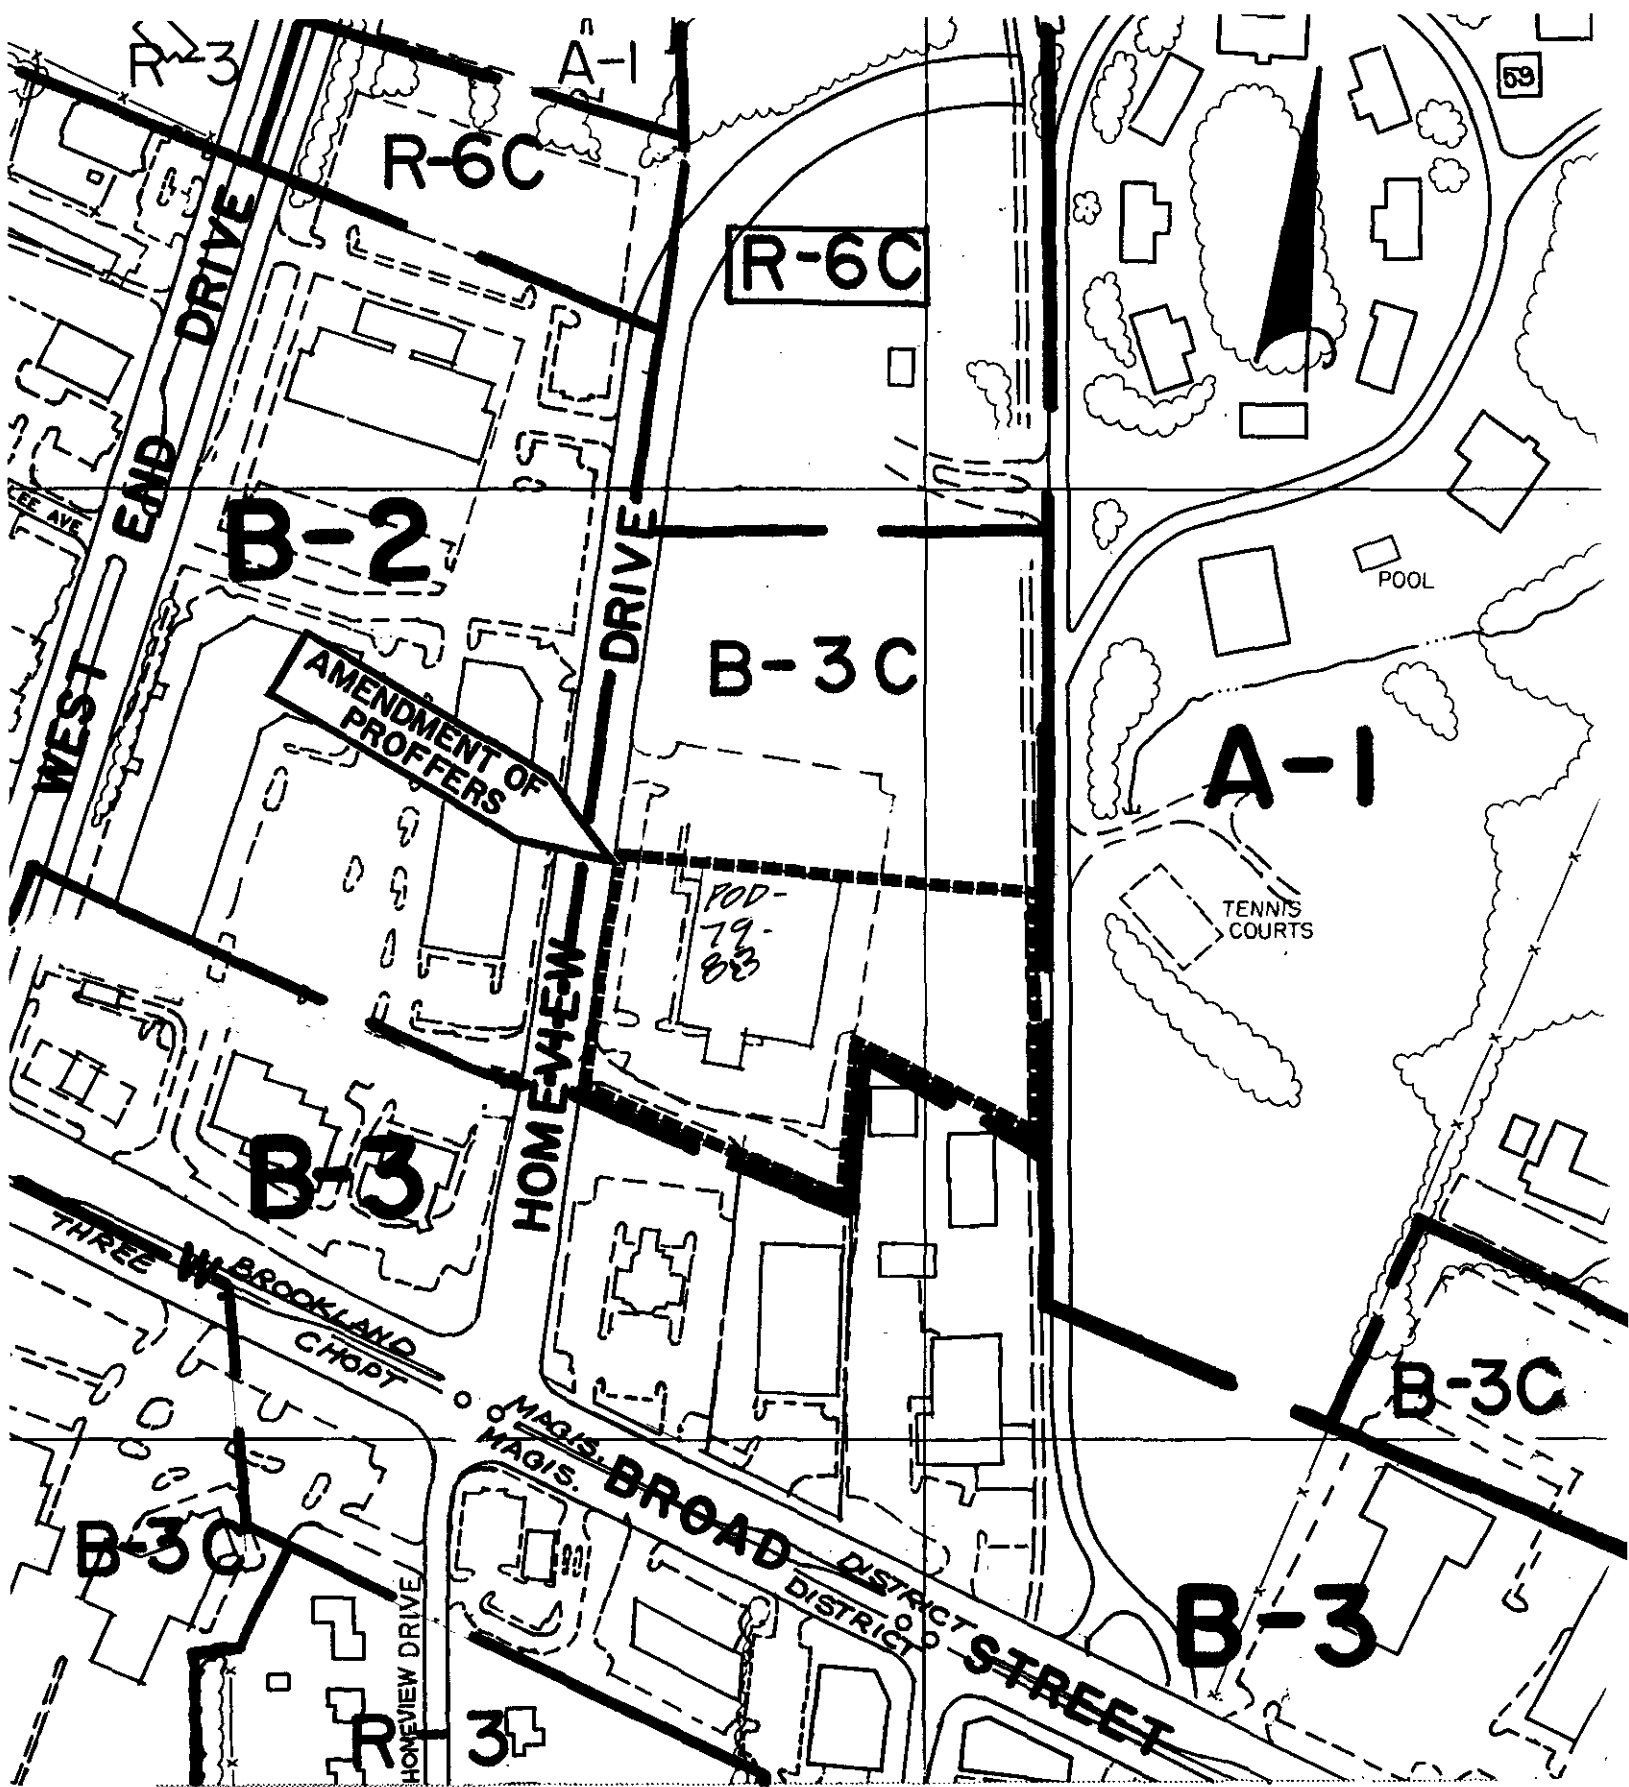 R-3
A-1
59
R-6C
R-6C
WEST END DRIVE
EE AVE
B-2
HOMEVIEW DRIVE
POOL
B-3C
AMENDMENT OF
PROFFERS
A-1
POD-
79-
TENNIS
COURTS
B-3
W. BROAD STREET
THREE CHOPT
BROOKLAND
MAGIS. DISTRICT
MAGIS. DISTRICT
B-3C
B-3C
HOMEVIEW DRIVE
B-3
R-3